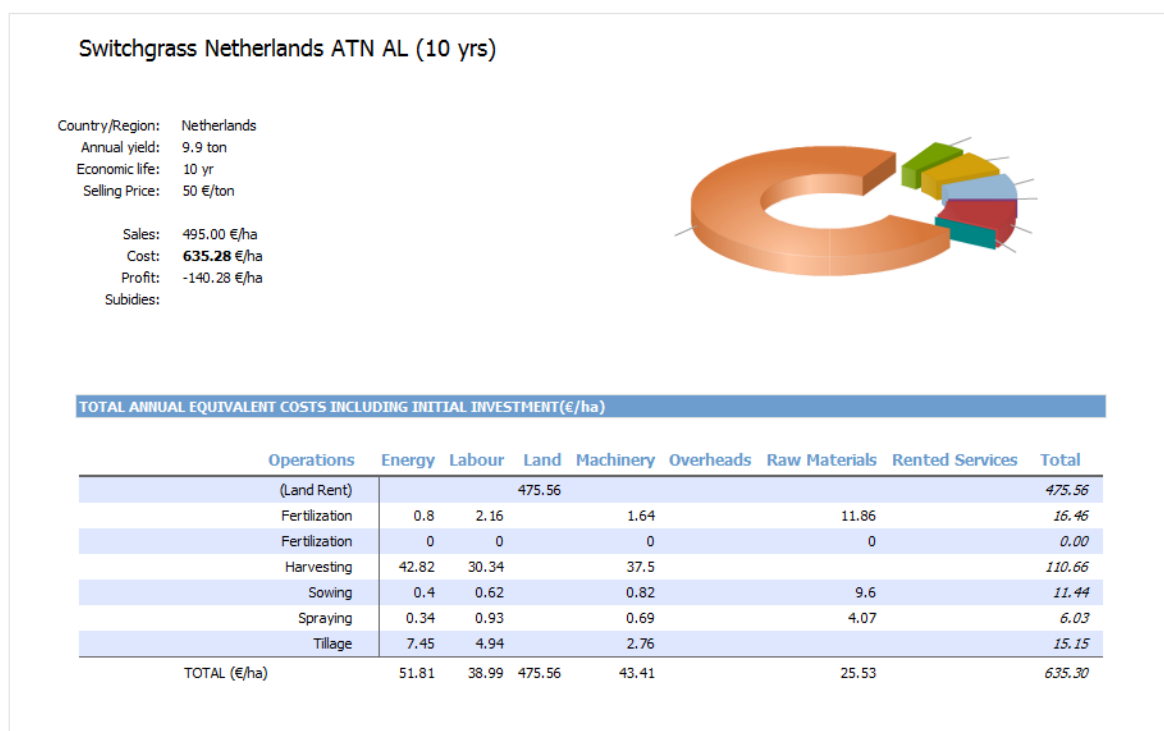 Switchgrass Netherlands ATN AL (10 yrs)
Country/Region: Netherlands
Annual yield: 9.9 ton
Economic life: 10 yr
Selling Price: 50 €/ton
Sales: 495.00 €/ha
Cost: 635.28 €/ha
Profit: -140.28 €/ha
Subidies:
TOTAL ANNUAL EQUIVALENT COSTS INCLUDING INITIAL INVESTMENT(€/ha)
Operations Energy Labour Land Machinery Overheads Raw Materials Rented Services Total
(Land Rent) 475.56 475.56
Fertilization 0.8 2.16 1.64 11.86 16.46
Fertilization 0 0 0 0 0.00
Harvesting 42.82 30.34 37.5 110.66
Sowing 0.4 0.62 0.82 9.6 11.44
Spraying 0.34 0.93 0.69 4.07 6.03
Tillage 7.45 4.94 2.76 15.15
TOTAL (€/ha) 51.81 38.99 475.56 43.41 25.53 635.30